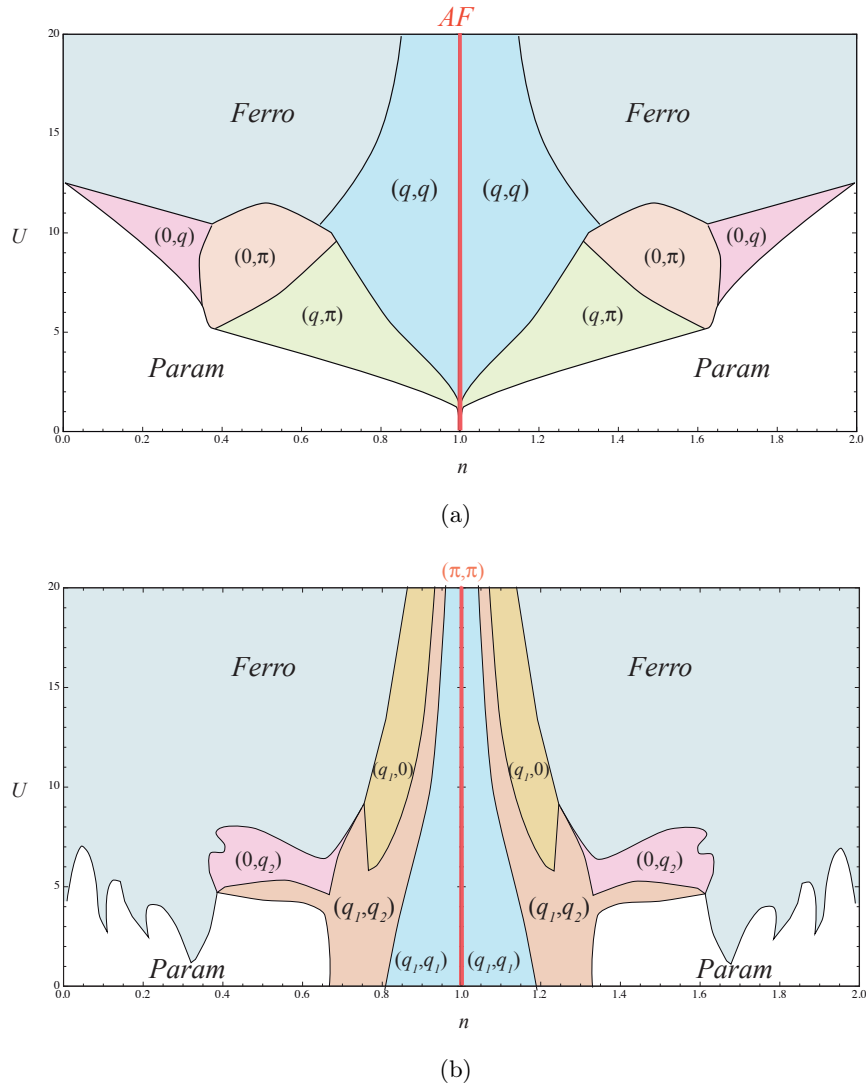 AF
20
Ferro
Ferro
15
(q,q) (q,q)
U
10
(0,q) (0,π) (0,π) (0,q)
(q,π) (q,π)
5
Param Param
0
0.0 0.2 0.4 0.6 0.8 1.0 1.2 1.4 1.6 1.8 2.0
n
(a)
(π,π)
20
Ferro Ferro
15
(q1,0) (q1,0)
U
10
(0,q2) (0,q2)
5
(q1,q2) (q1,q2)
Param (q1,q1) (q1,q1) Param
0
0.0 0.2 0.4 0.6 0.8 1.0 1.2 1.4 1.6 1.8 2.0
n
(b)